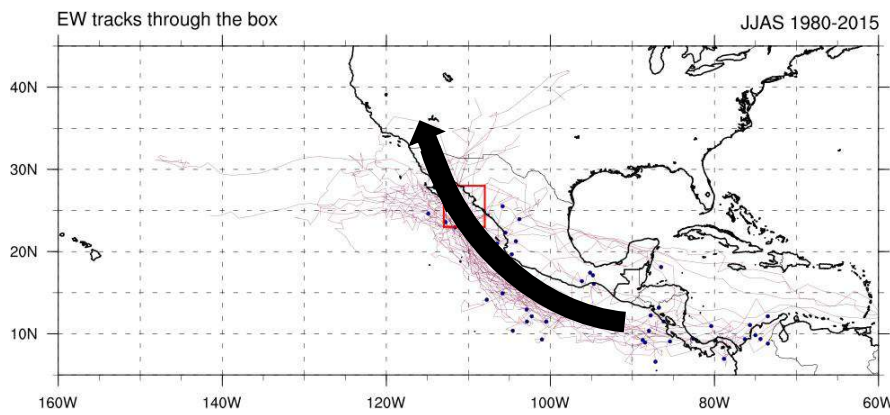 EW tracks through the box
JJAS 1980-2015
40N
30N
20N
10N
160W 140W 120W 100W 80W 60W